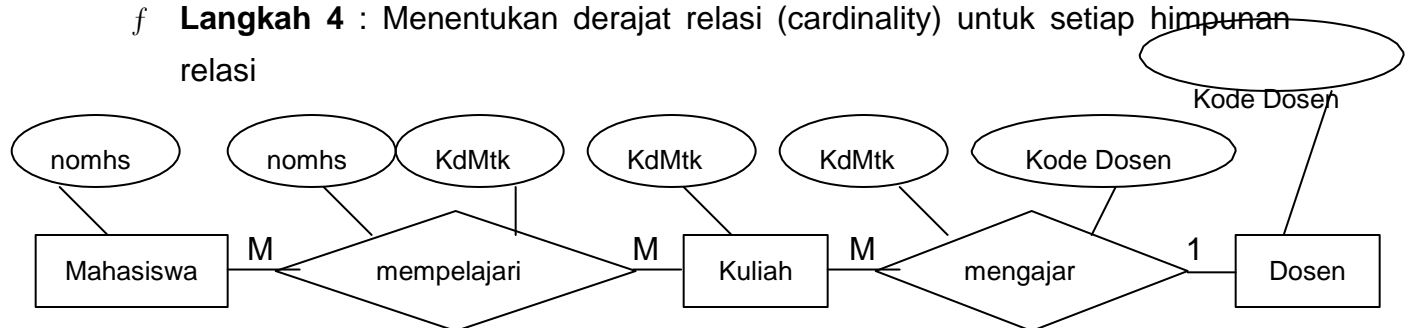 ƒ Langkah 4 : Menentukan derajat relasi (cardinality) untuk setiap himpunan
relasi
Kode Dosen
nomhs nomhs KdMtk KdMtk KdMtk Kode Dosen
M M M 1
Mahasiswa mempelajari Kuliah mengajar Dosen